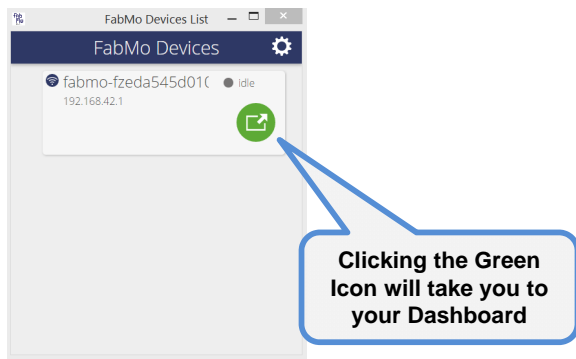 FabMo Devices List
FabMo Devices
fabmo-fzeda545d010
Idle
192.168.42.1
Clicking the Green
Icon will take you to
your Dashboard